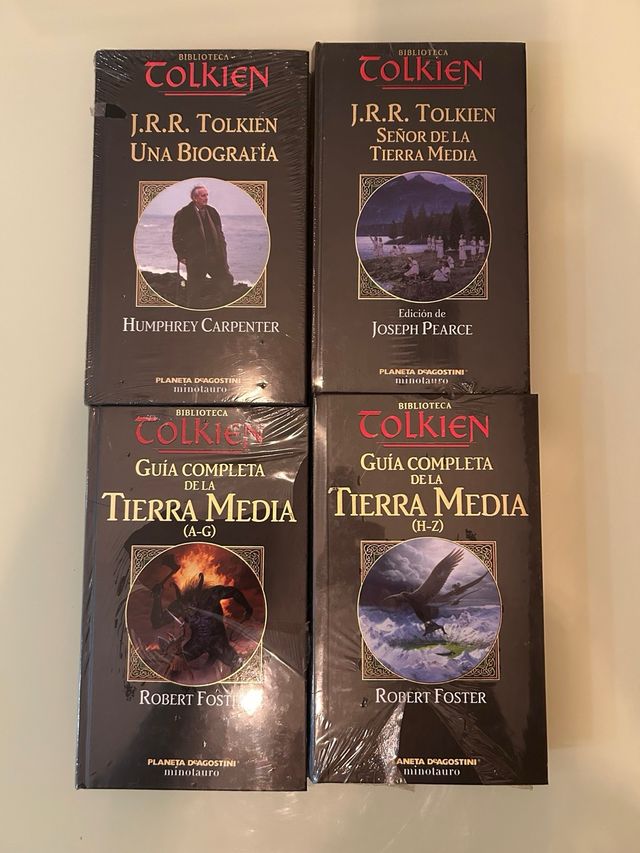 BIBLIOTECA
TOLKIEN
J.R.R. TOLKIEN
UNA BIOGRAFÍA
HUMPHREY CARPENTER
PLANETA DEAGOSTINI
minotauro
BIBLIOTECA
TOLKIEN
J.R.R. TOLKIEN
SEÑOR DE LA
TIERRA MEDIA
Edición de
JOSEPH PEARCE
PLANETA DEAGOSTINI
minotauro
BIBLIOTECA
TOLKIEN
GUÍA COMPLETA
DE LA
TIERRA MEDIA
(A-G)
ROBERT FOSTER
PLANETA DEAGOSTINI
minotauro
BIBLIOTECA
TOLKIEN
GUÍA COMPLETA
DE LA
TIERRA MEDIA
(H-Z)
ROBERT FOSTER
PLANETA DEAGOSTINI
minotauro